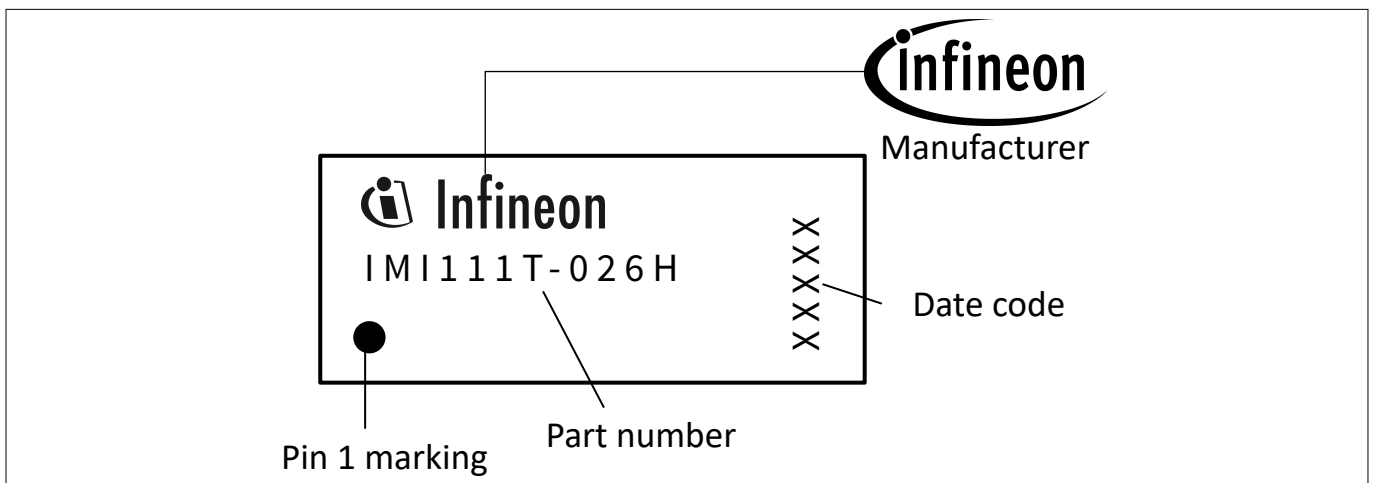 infineon
Manufacturer
Infineon
IMI111T-026H
XXXXX
Date code
Part number
Pin 1 marking